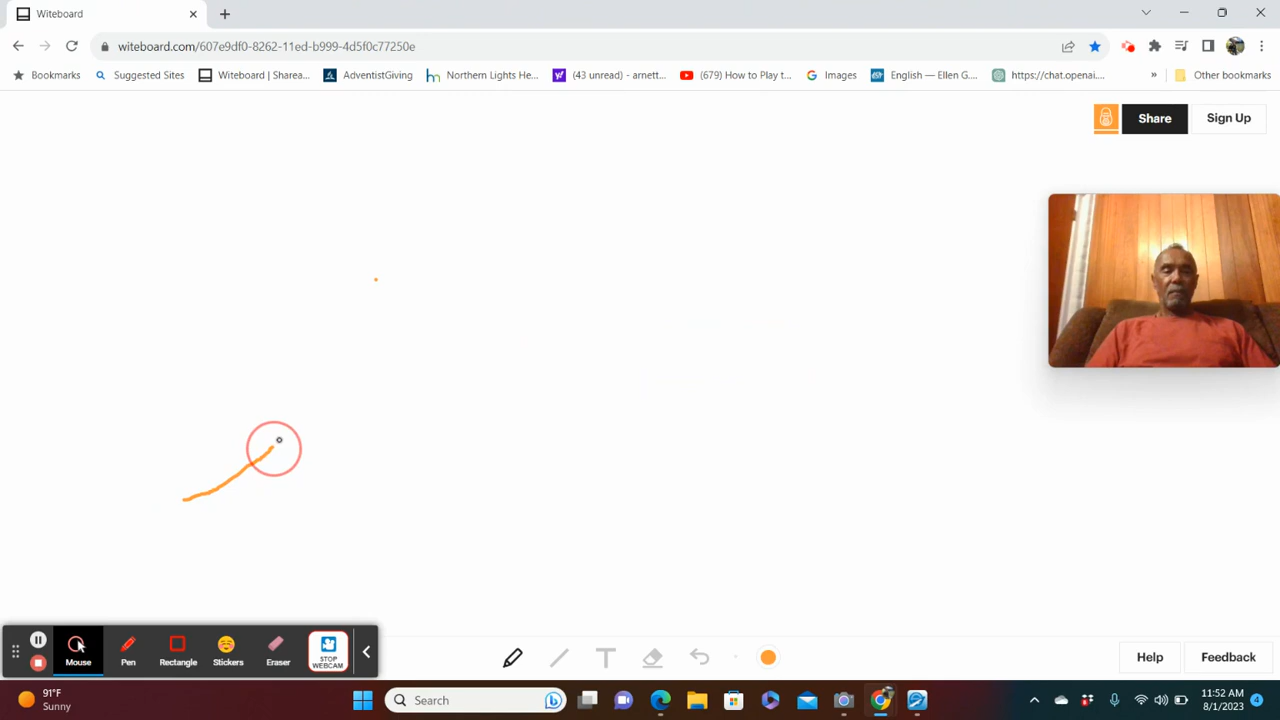 Witeboard
witeboard.com/607e9df0-8262-11ed-b999-4d5f0c77250e
Bookmarks
Suggested Sites
Witeboard | Sharea...
AdventistGiving
Northern Lights He...
(43 unread) - arnett...
(679) How to Play t...
Images
English — Ellen G....
https://chat.openai....
»
Other bookmarks
Share
Sign Up
Mouse
Pen
Rectangle
Stickers
Eraser
STOP
WEBCAM
T
Help
Feedback
91°F
Sunny
Search
11:52 AM
8/1/2023
4